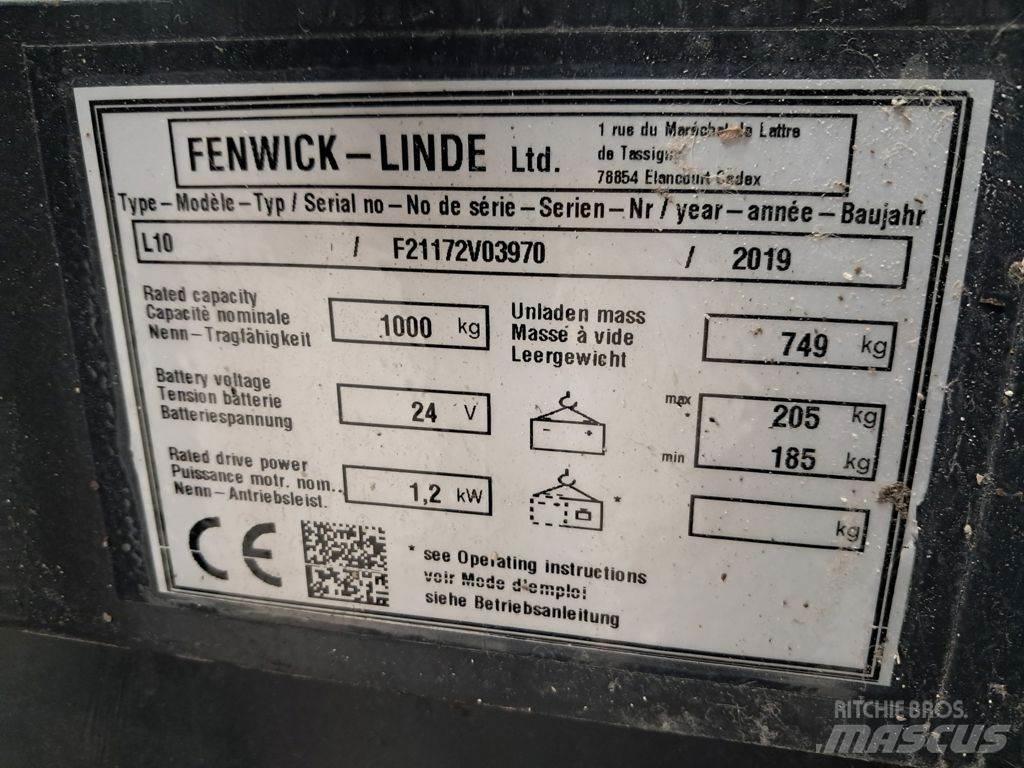 FENWICK-LINDE Ltd.
1 rue du Maréchal de Lattre
de Tassigny
78854 Elancourt Cedex
Type-Modèle-Typ / Serial no-No de série-Serien-Nr / year-année-Baujahr
L10 / F21172V03970 / 2019
Rated capacity
Capacitè nominale
Nenn-Tragfähigkeit
1000 kg
Unladen mass
Masse à vide
Leergewicht
749 kg
Battery voltage
Tension batterie
Batteriespannung
24 V
- +
max 205 kg
min 185 kg
Rated drive power
Puissance motr. nom...
Nenn-Antriebsleist.
1,2 kW
*
kg
CE
* see Operating instructions
voir Mode d'emploi
siehe Betriebsanleitung
RITCHIE BROS.
MASCUS